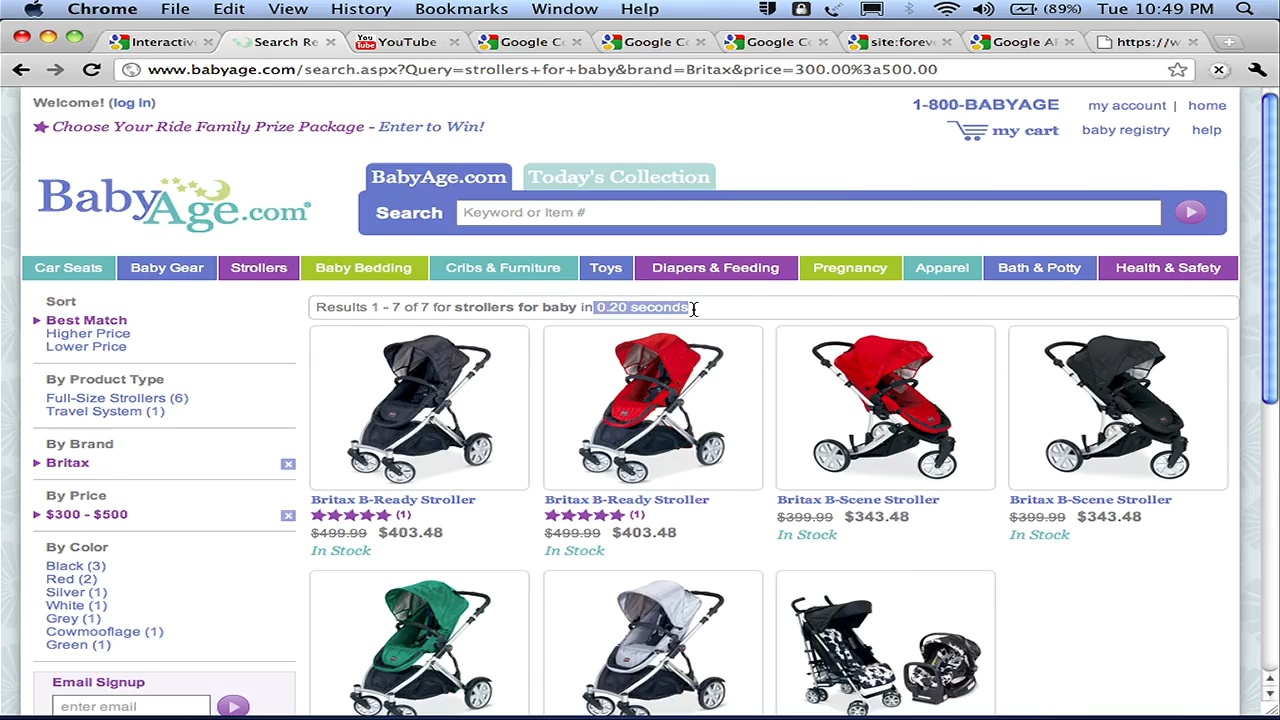 Chrome File Edit View History Bookmarks Window Help (89%) Tue 10:49 PM
Interactive Search Re YouTube Google Co Google Co Google Co site:forev Google A https://w
www.babyage.com/search.aspx?Query=strollers+for+baby&brand=Britax&price=300.00%3a500.00
Welcome! (log in)
1-800-BABYAGE my account | home
Choose Your Ride Family Prize Package - Enter to Win!
my cart baby registry help
BabyAge.com Today's Collection
BabyAge.com®
Search Keyword or Item #
Car Seats Baby Gear Strollers Baby Bedding Cribs & Furniture Toys Diapers & Feeding Pregnancy Apparel Bath & Potty Health & Safety
Sort
Best Match
Higher Price
Lower Price
By Product Type
Full-Size Strollers (6)
Travel System (1)
By Brand
Britax
By Price
$300 - $500
By Color
Black (3)
Red (2)
Silver (1)
White (1)
Grey (1)
Cowmooflage (1)
Green (1)
Email Signup
enter email
Results 1 - 7 of 7 for strollers for baby in 0.20 seconds
Britax B-Ready Stroller
(1)
$499.99 $403.48
In Stock
Britax B-Ready Stroller
(1)
$499.99 $403.48
In Stock
Britax B-Scene Stroller
$399.99 $343.48
In Stock
Britax B-Scene Stroller
$399.99 $343.48
In Stock